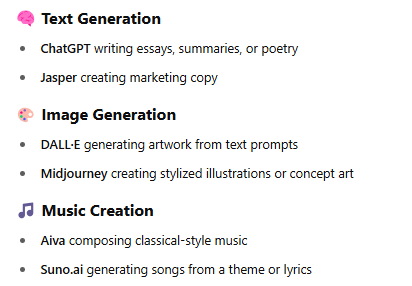 🧠 Text Generation
• ChatGPT writing essays, summaries, or poetry
• Jasper creating marketing copy
🎨 Image Generation
• DALL·E generating artwork from text prompts
• Midjourney creating stylized illustrations or concept art
🎵 Music Creation
• Aiva composing classical-style music
• Suno.ai generating songs from a theme or lyrics